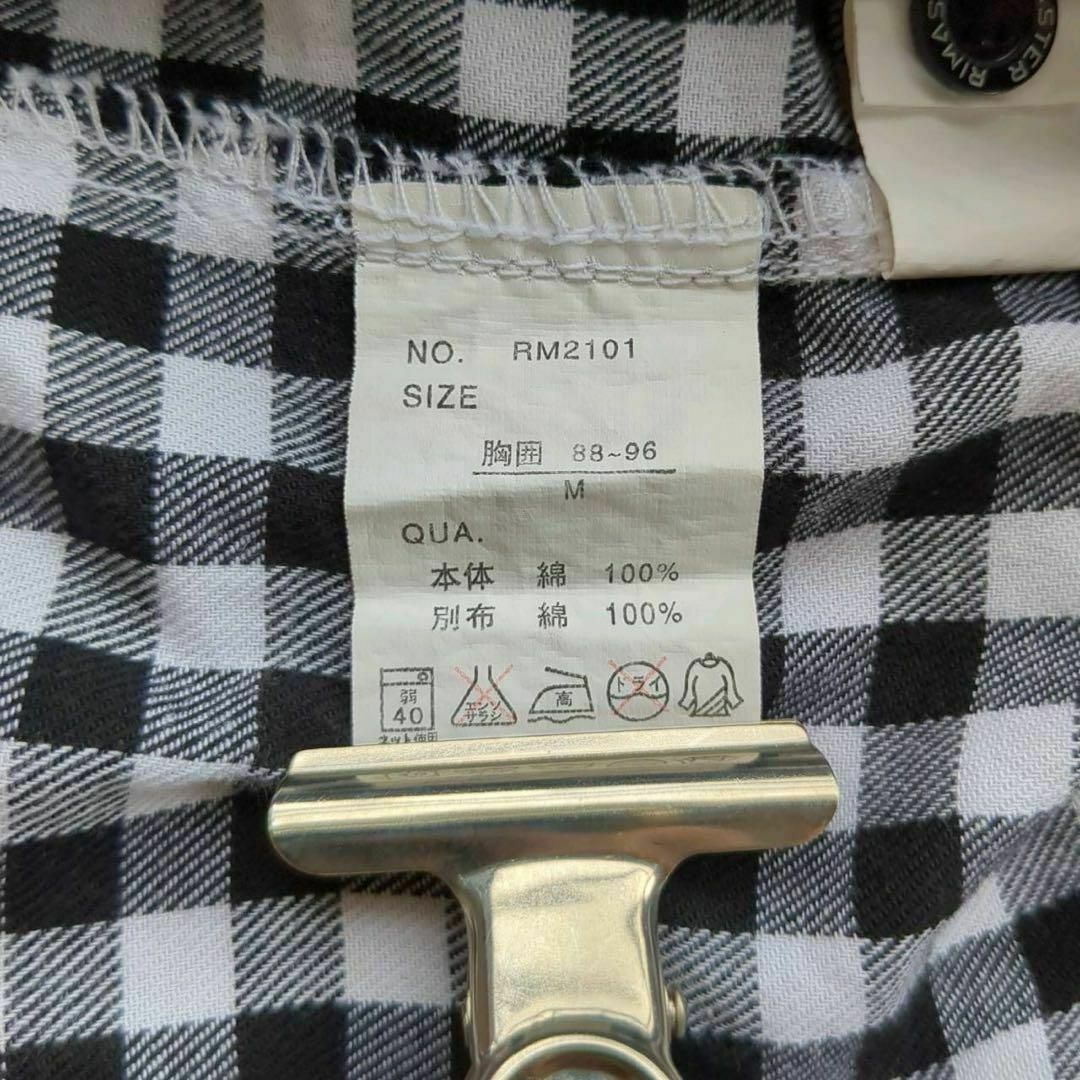 RIMASTER
NO. RM2101
SIZE
胸囲 88~96
M
QUA.
本体 綿 100%
別布 綿 100%
弱
40
ネット使用
エンソ
サラシ
高
ドライ